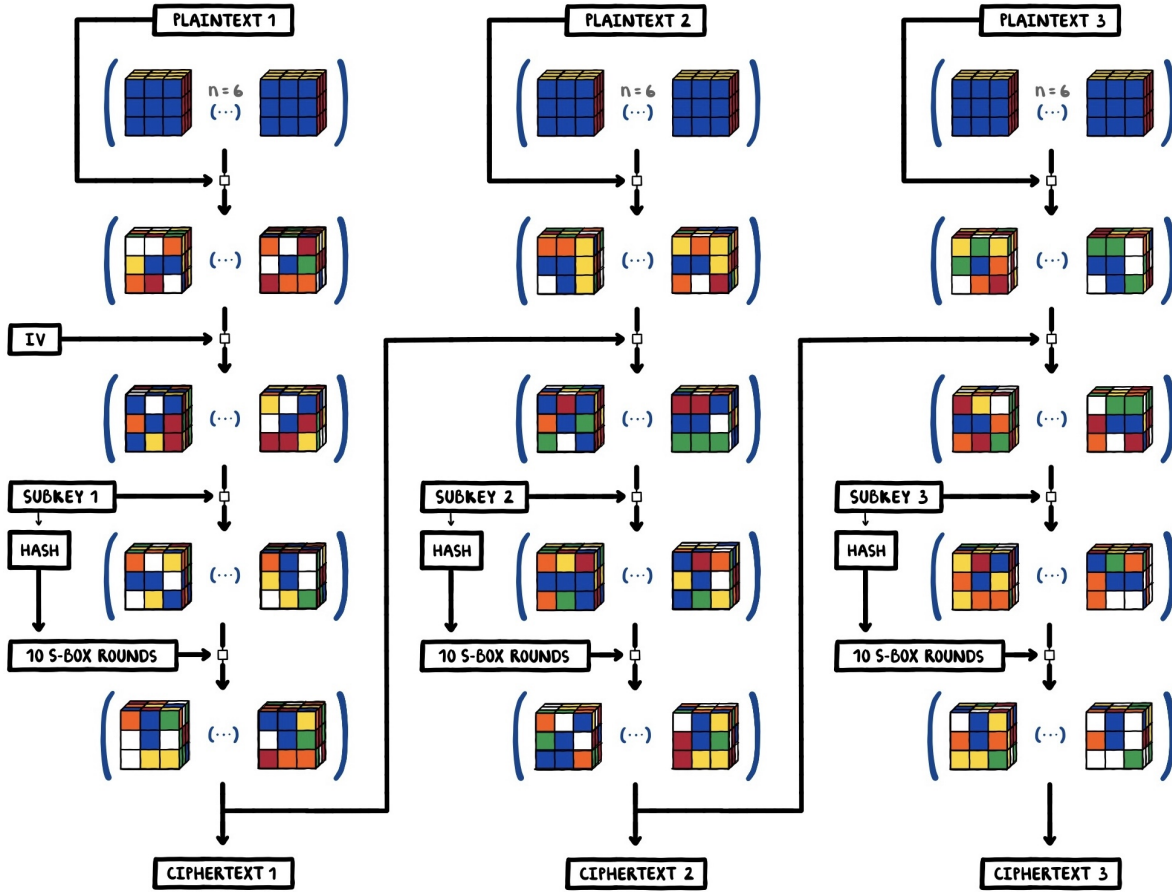 PLAINTEXT 1
PLAINTEXT 2
PLAINTEXT 3
n=6
(...)
n=6
(...)
n=6
(...)
(...)
(...)
(...)
IV
(...)
(...)
(...)
SUBKEY 1
SUBKEY 2
SUBKEY 3
HASH
(...)
HASH
(...)
HASH
(...)
10 S-BOX ROUNDS
10 S-BOX ROUNDS
10 S-BOX ROUNDS
(...)
(...)
(...)
CIPHERTEXT 1
CIPHERTEXT 2
CIPHERTEXT 3